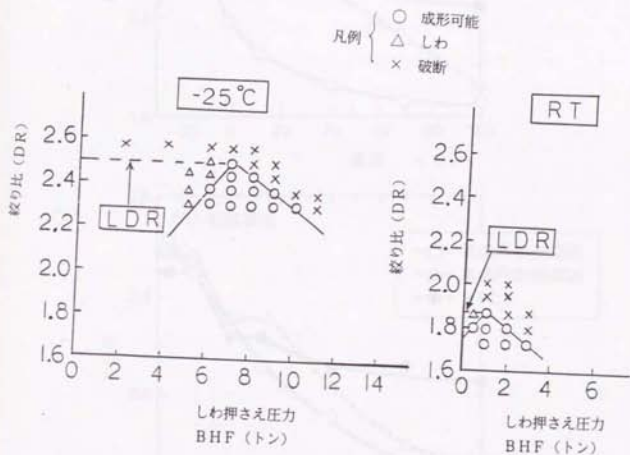 凡例 { ○ 成形可能
△ しわ
× 破断
-25°C
絞り比(DR)
2.6
2.4
2.2
2.0
1.8
1.6
LDR
0 2 4 6 8 10 12 14
しわ押さえ圧力
BHF(トン)
RT
絞り比(DR)
2.6
2.4
2.2
2.0
1.8
1.6
LDR
0 2 4 6
しわ押さえ圧力
BHF(トン)